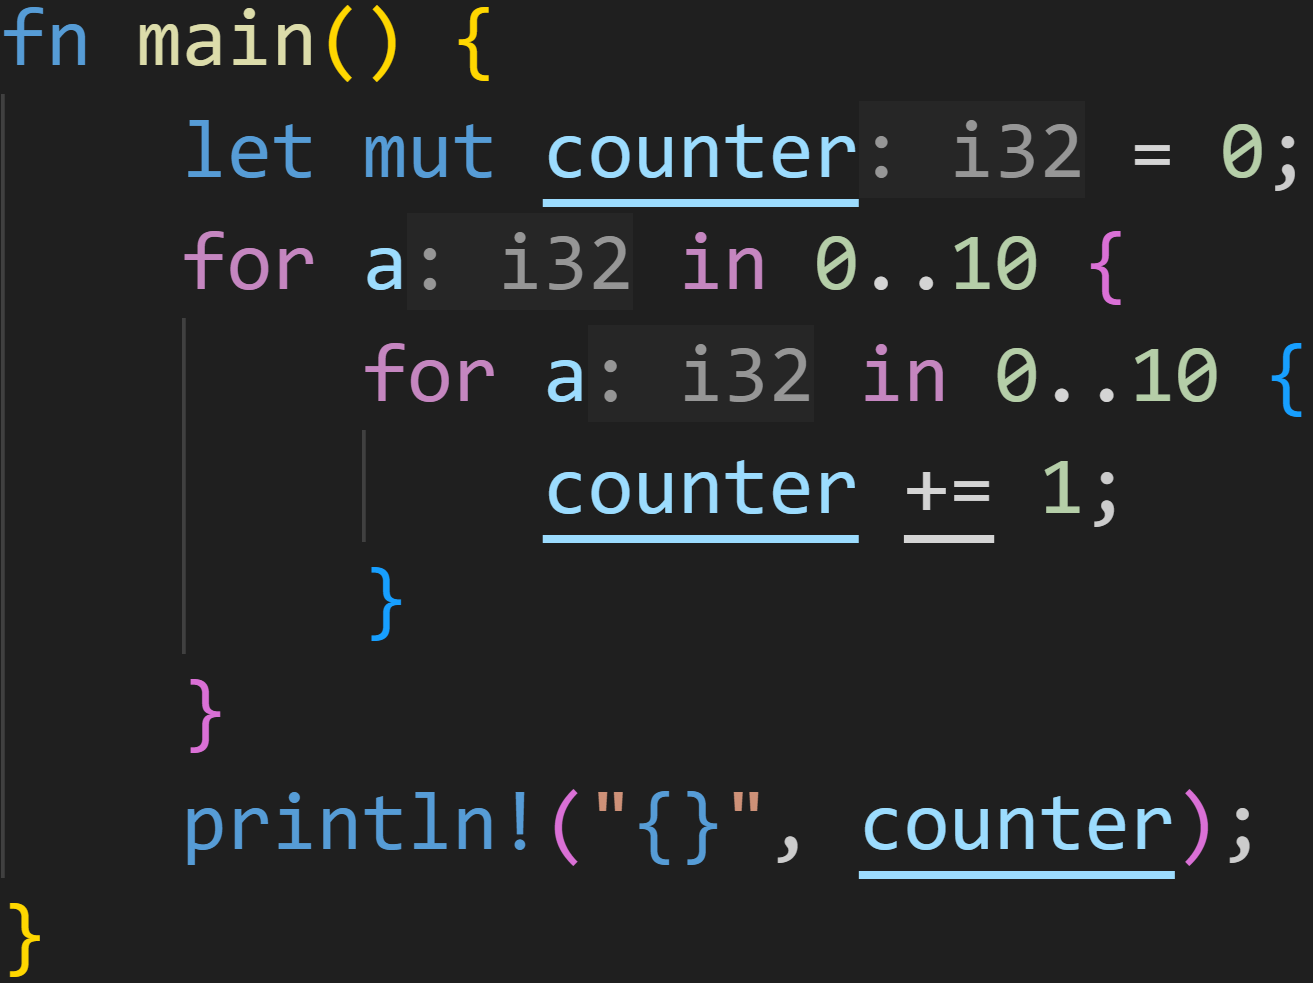 fn main() {
    let mut counter: i32 = 0;
    for a: i32 in 0..10 {
        for a: i32 in 0..10 {
            counter += 1;
        }
    }
    println!("{}", counter);
}